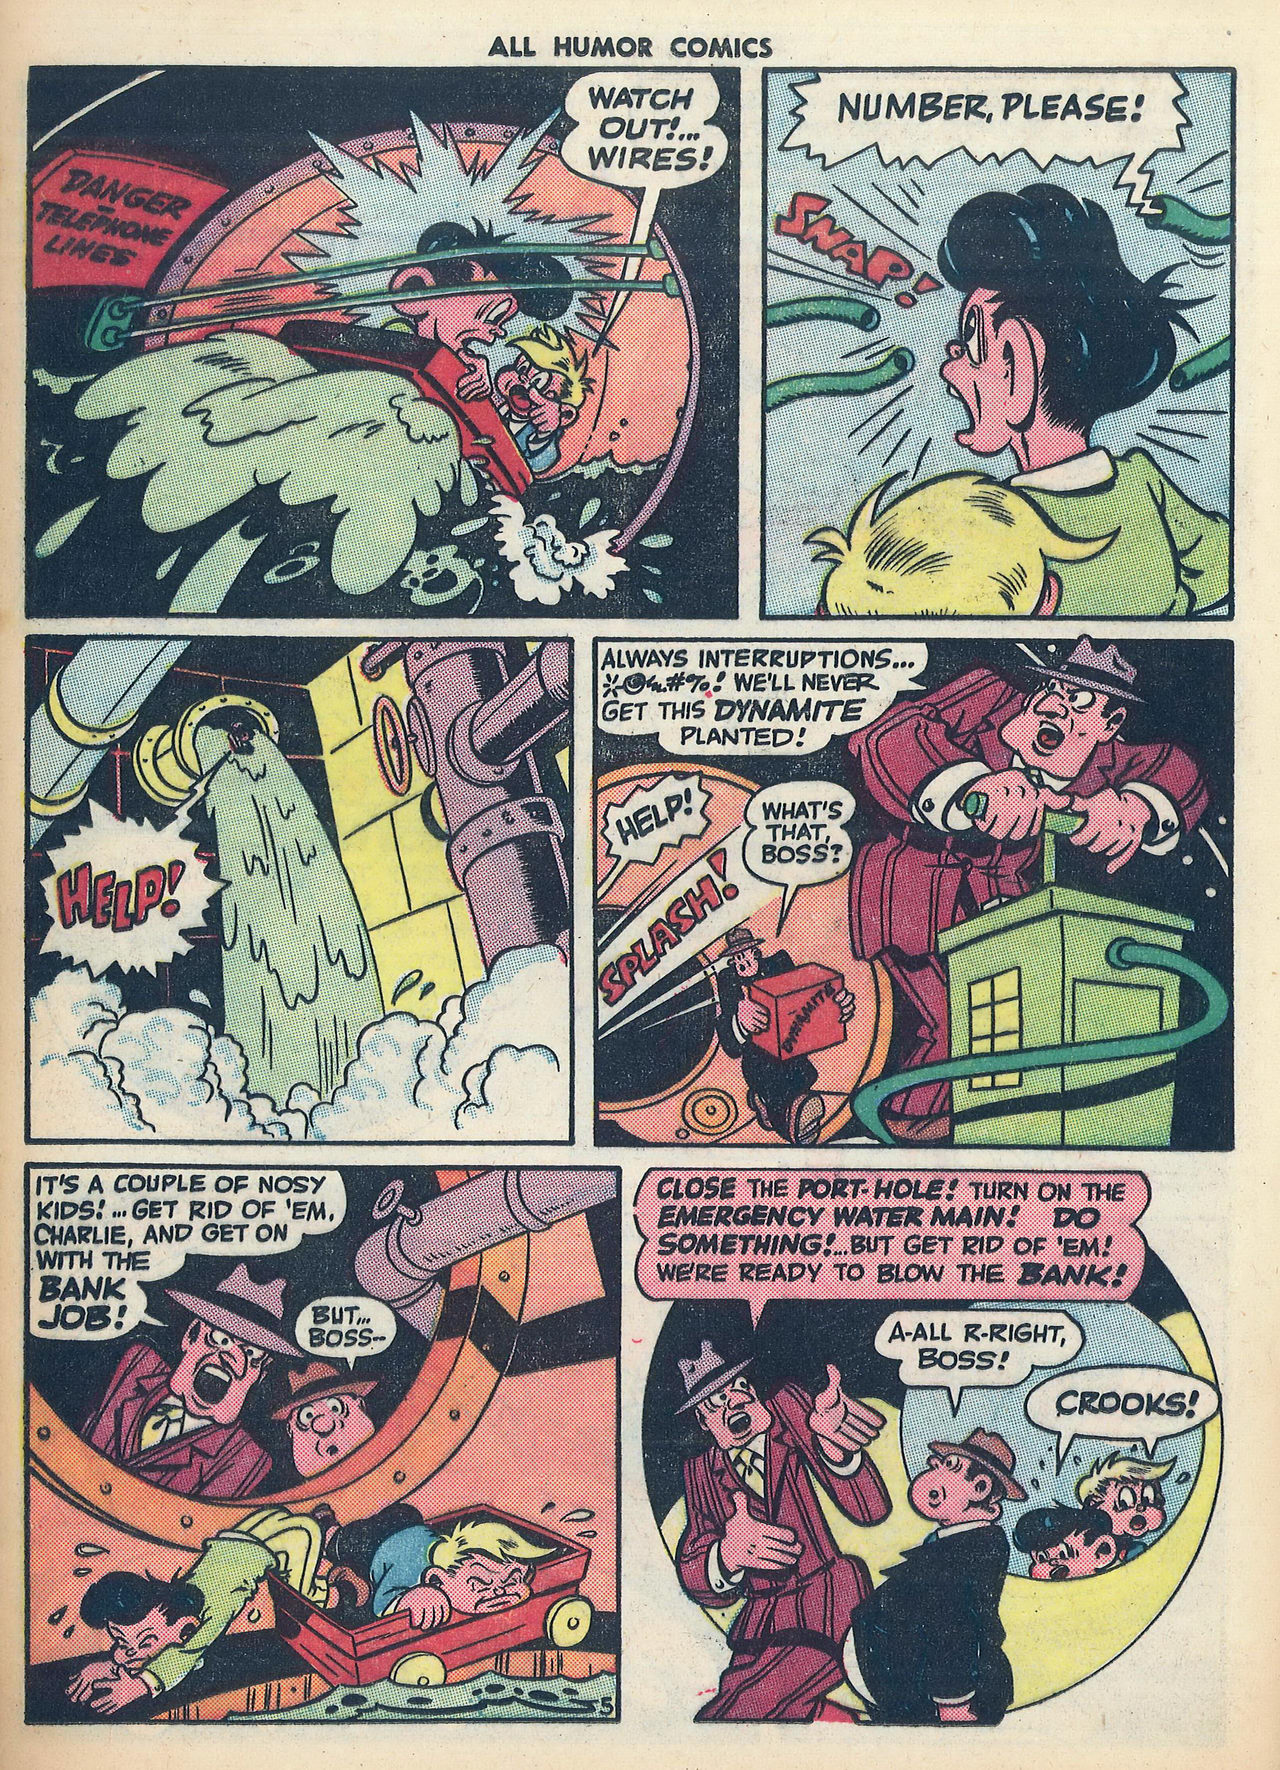 ALL HUMOR COMICS
WATCH
OUT!...
WIRES!
DANGER
-
TELEPHONE
LINES
NUMBER, PLEASE!
SNAP!
HELP!
ALWAYS INTERRUPTIONS...
WE'LL NEVER
GET THIS DYNAMITE
PLANTED!
HELP!
WHAT'S
THAT,
BOSS?
SPLASH!
DYNAMITE
IT'S A COUPLE OF NOSY
KIDS!...GET RID OF 'EM,
CHARLIE, AND GET ON
WITH THE
BANK
JOB!
BUT...
BOSS--
5
CLOSE THE PORT-HOLE! TURN ON THE
EMERGENCY WATER MAIN! DO
SOMETHING!...BUT GET RID OF 'EM!
WE'RE READY TO BLOW THE BANK!
A-ALL R-RIGHT,
BOSS!
CROOKS!